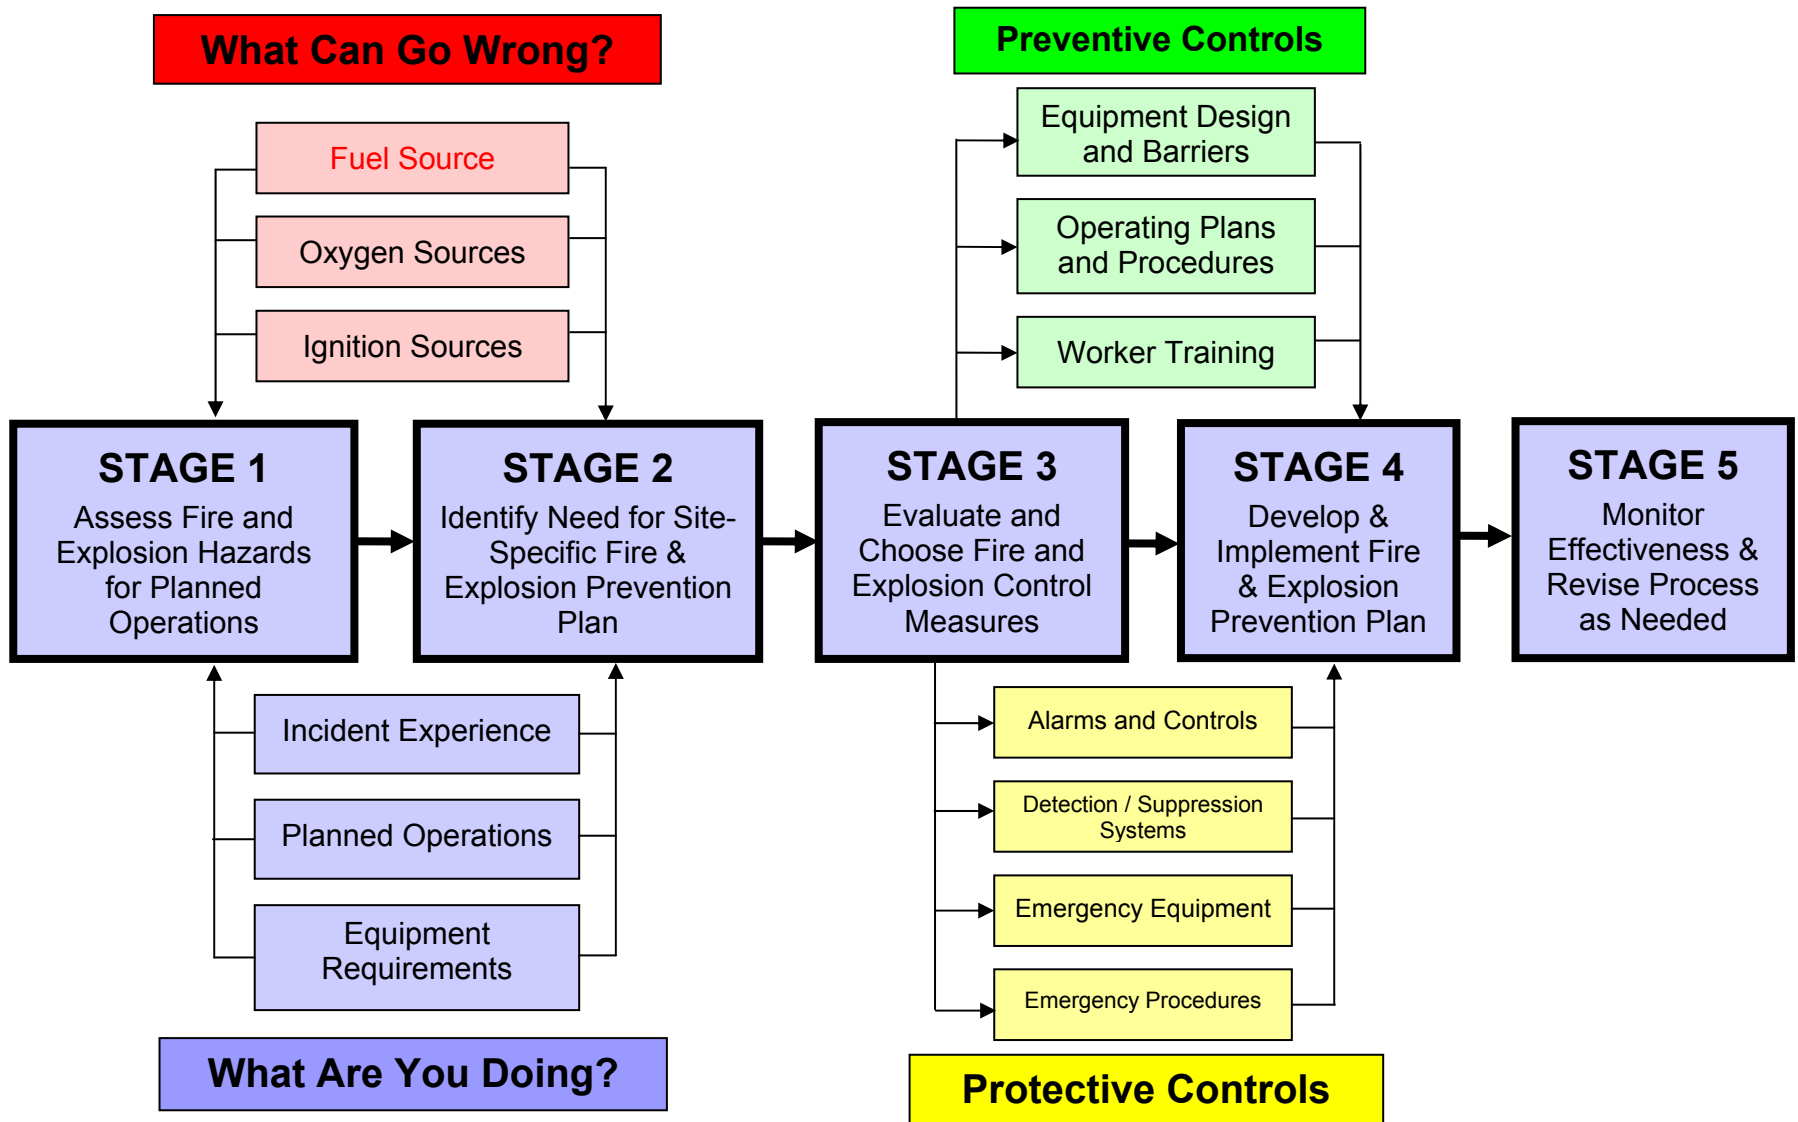 What Can Go Wrong?
Preventive Controls
Fuel Source
Oxygen Sources
Ignition Sources
Equipment Design
and Barriers
Operating Plans
and Procedures
Worker Training
STAGE 1
Assess Fire and
Explosion Hazards
for Planned
Operations
STAGE 2
Identify Need for Site-
Specific Fire &
Explosion Prevention
Plan
STAGE 3
Evaluate and
Choose Fire and
Explosion Control
Measures
STAGE 4
Develop &
Implement Fire
& Explosion
Prevention Plan
STAGE 5
Monitor
Effectiveness &
Revise Process
as Needed
Incident Experience
Planned Operations
Equipment
Requirements
Alarms and Controls
Detection / Suppression
Systems
Emergency Equipment
Emergency Procedures
What Are You Doing?
Protective Controls